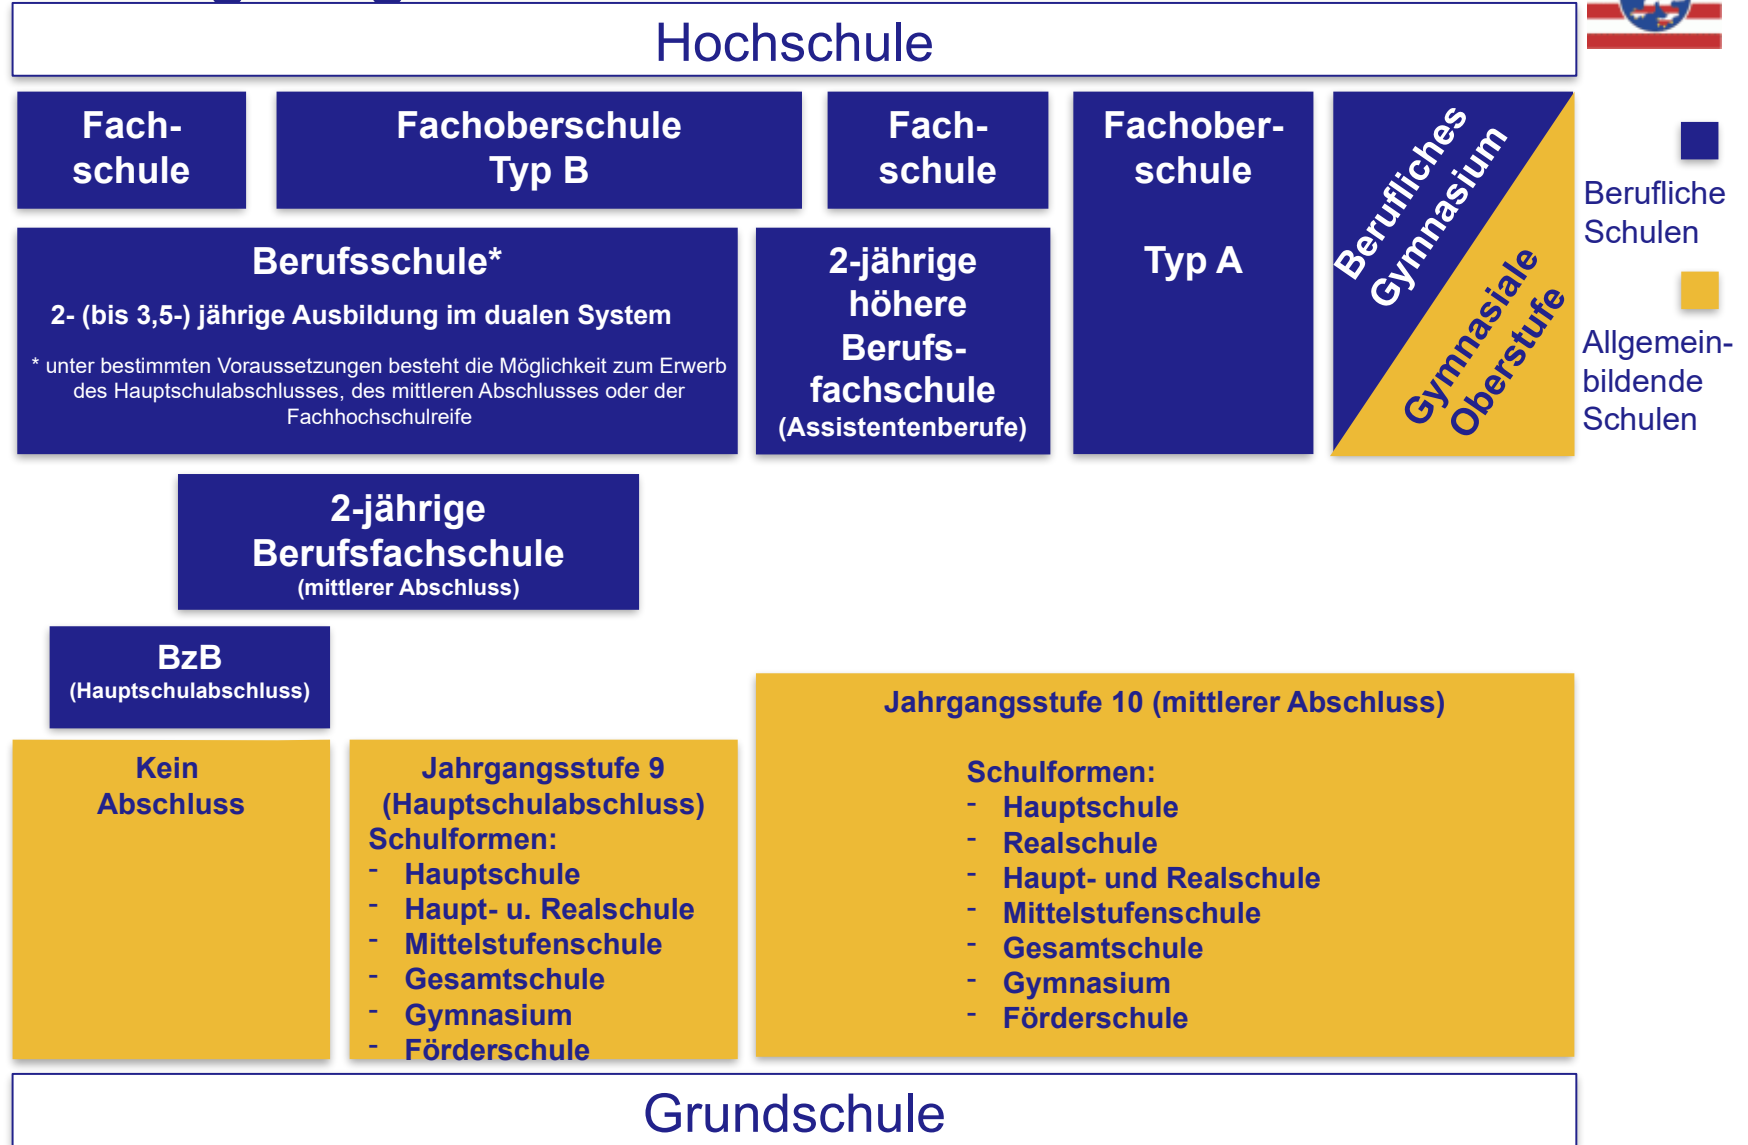 Hochschule
Fach-
schule
Fachoberschule
Typ B
Fach-
schule
Fachober-
schule
Typ A
Berufliches
Gymnasium
Gymnasiale
Oberstufe
Berufliche
Schulen
Allgemein-
bildende
Schulen
Berufsschule*
2- (bis 3,5-) jährige Ausbildung im dualen System
* unter bestimmten Voraussetzungen besteht die Möglichkeit zum Erwerb
des Hauptschulabschlusses, des mittleren Abschlusses oder der
Fachhochschulreife
2-jährige
höhere
Berufs-
fachschule
(Assistentenberufe)
2-jährige
Berufsfachschule
(mittlerer Abschluss)
BzB
(Hauptschulabschluss)
Kein
Abschluss
Jahrgangsstufe 9
(Hauptschulabschluss)
Schulformen:
- Hauptschule
- Haupt- u. Realschule
- Mittelstufenschule
- Gesamtschule
- Gymnasium
- Förderschule
Jahrgangsstufe 10 (mittlerer Abschluss)
Schulformen:
- Hauptschule
- Realschule
- Haupt- und Realschule
- Mittelstufenschule
- Gesamtschule
- Gymnasium
- Förderschule
Grundschule